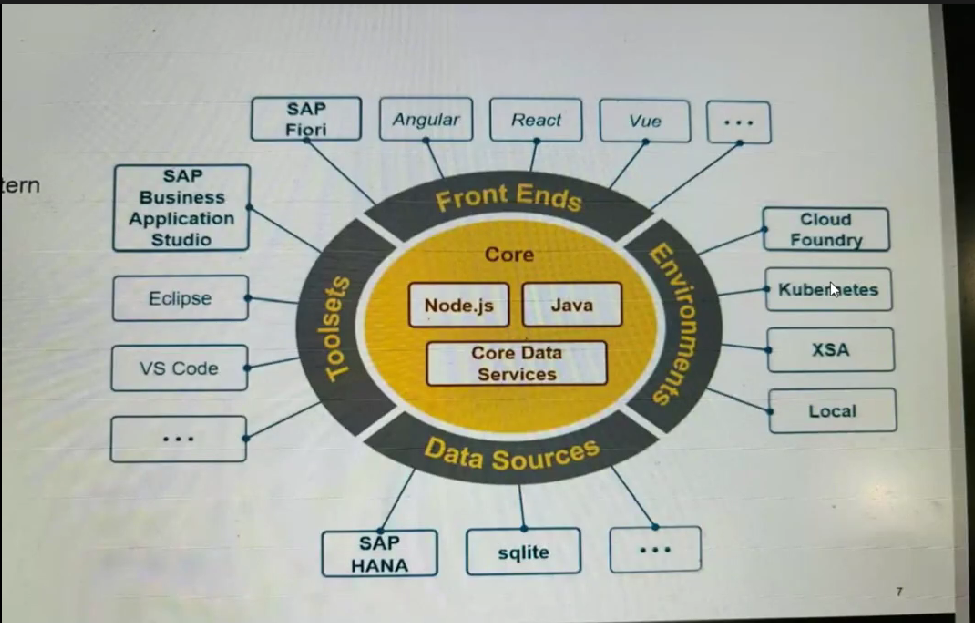 SAP
Fiori
Angular
React
Vue
...
tern
SAP
Business
Application
Studio
Eclipse
VS Code
...
Front Ends
Toolsets
Environments
Data Sources
Core
Node.js
Java
Core Data
Services
Cloud
Foundry
Kubernetes
XSA
Local
SAP
HANA
sqlite
...
7